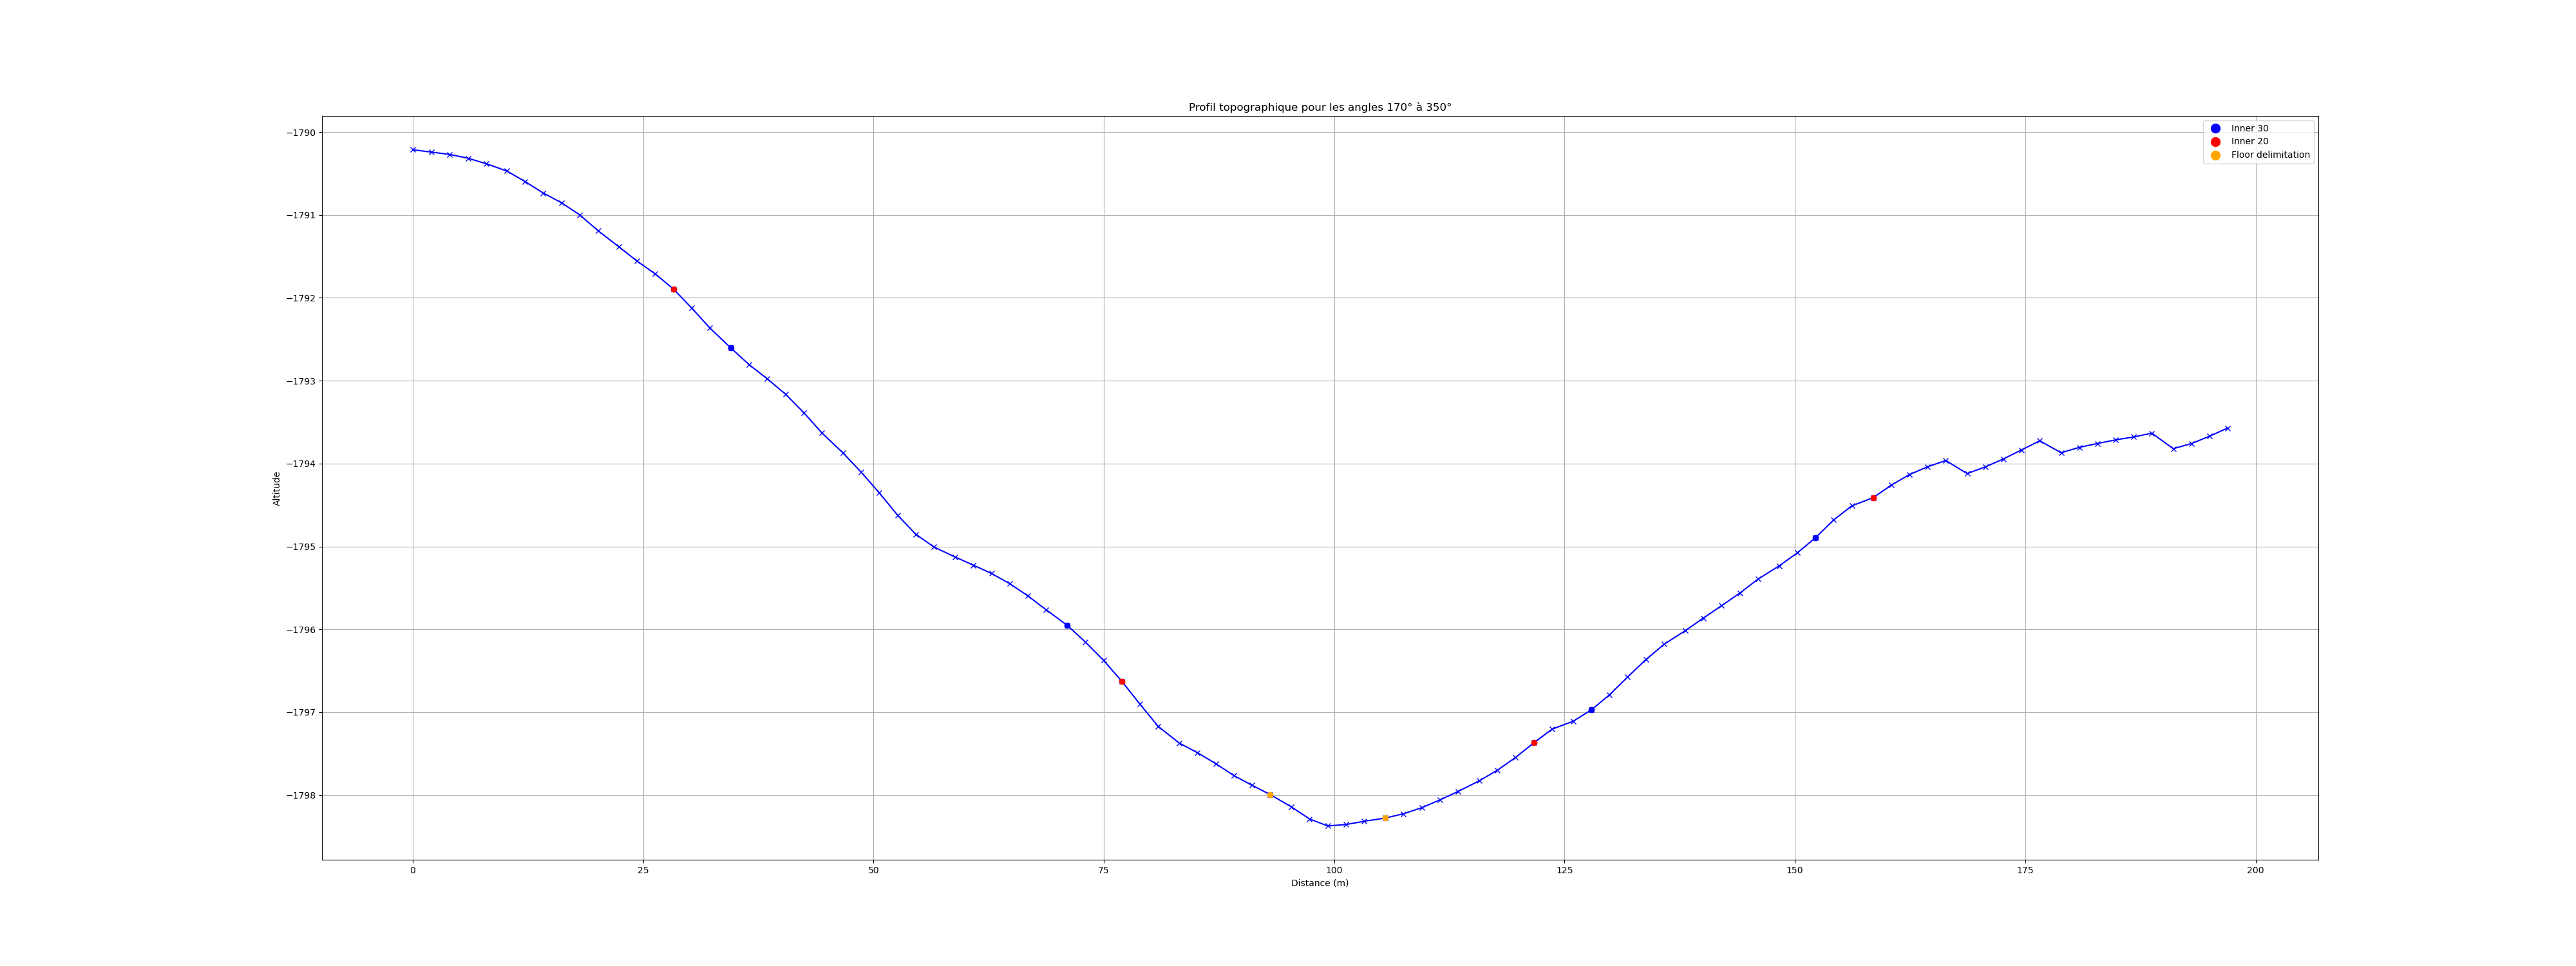 Profil topographique pour les angles 170° à 350°
Inner 30
Inner 20
Floor delimitation
−1790
−1791
−1792
−1793
−1794
−1795
−1796
−1797
−1798
Altitude
0 25 50 75 100 125 150 175 200
Distance (m)